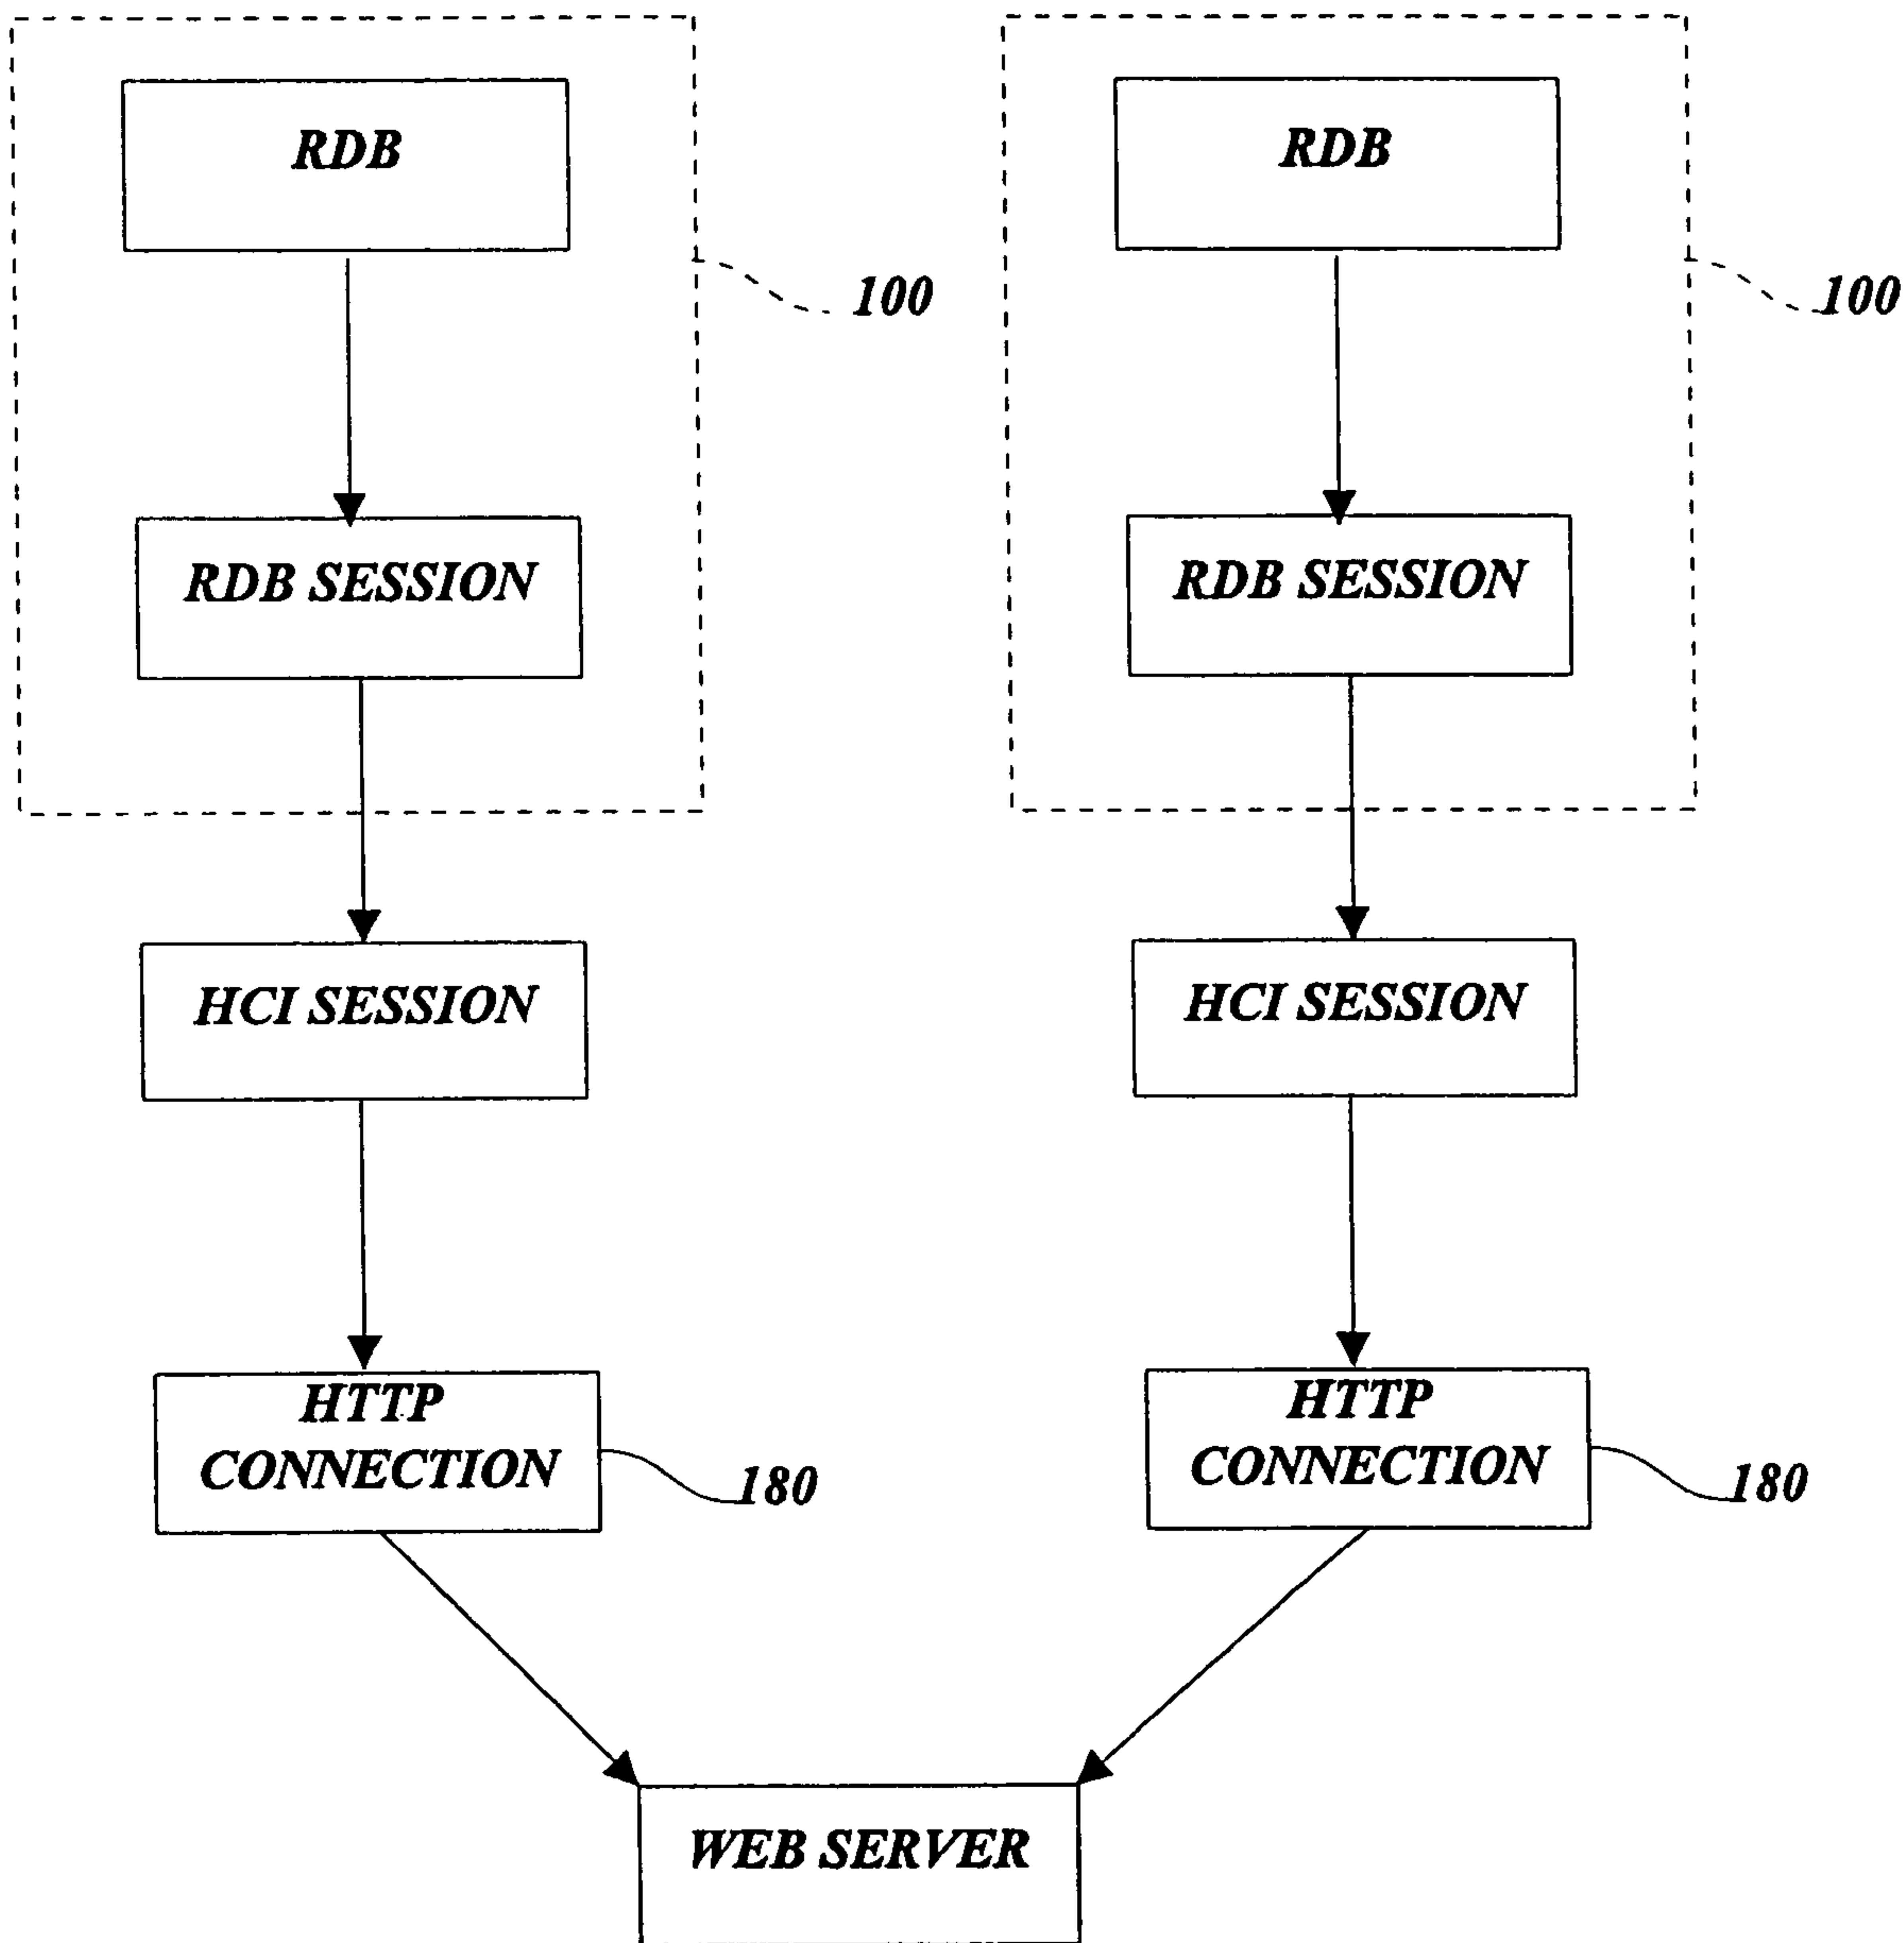 RDB
RDB
100
100
RDB SESSION
RDB SESSION
HCI SESSION
HCI SESSION
HTTP
CONNECTION
HTTP
CONNECTION
180
180
WEB SERVER